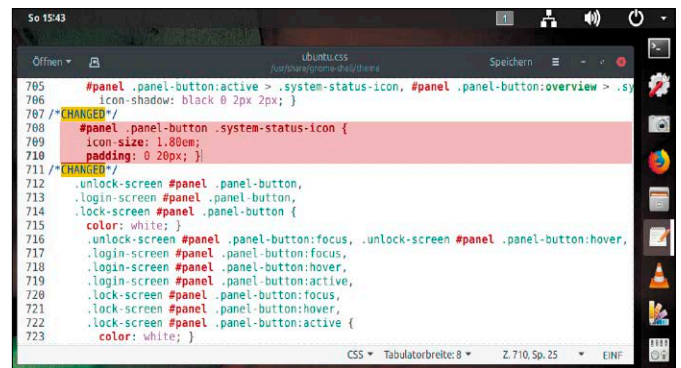 So 15:43
1
Öffnen
ubuntu.css
/usr/share/gnome-shell/theme
Speichern
705 #panel .panel-button:active > .system-status-icon, #panel .panel-button:overview > .sy
706 icon-shadow: black 0 2px 2px; }
707 /*CHANGED*/
708 #panel .panel-button .system-status-icon {
709 icon-size: 1.80em;
710 padding: 0 20px; }
711 /*CHANGED*/
712 .unlock-screen #panel .panel-button,
713 .login-screen #panel .panel-button,
714 .lock-screen #panel .panel-button {
715 color: white; }
716 .unlock-screen #panel .panel-button:focus, .unlock-screen #panel .panel-button:hover,
717 .login-screen #panel .panel-button:focus,
718 .login-screen #panel .panel-button:hover,
719 .login-screen #panel .panel-button:active,
720 .lock-screen #panel .panel-button:focus,
721 .lock-screen #panel .panel-button:hover,
722 .lock-screen #panel .panel-button:active {
723 color: white; }
CSS Tabulatorbreite: 8 Z. 710, Sp. 25 EINF